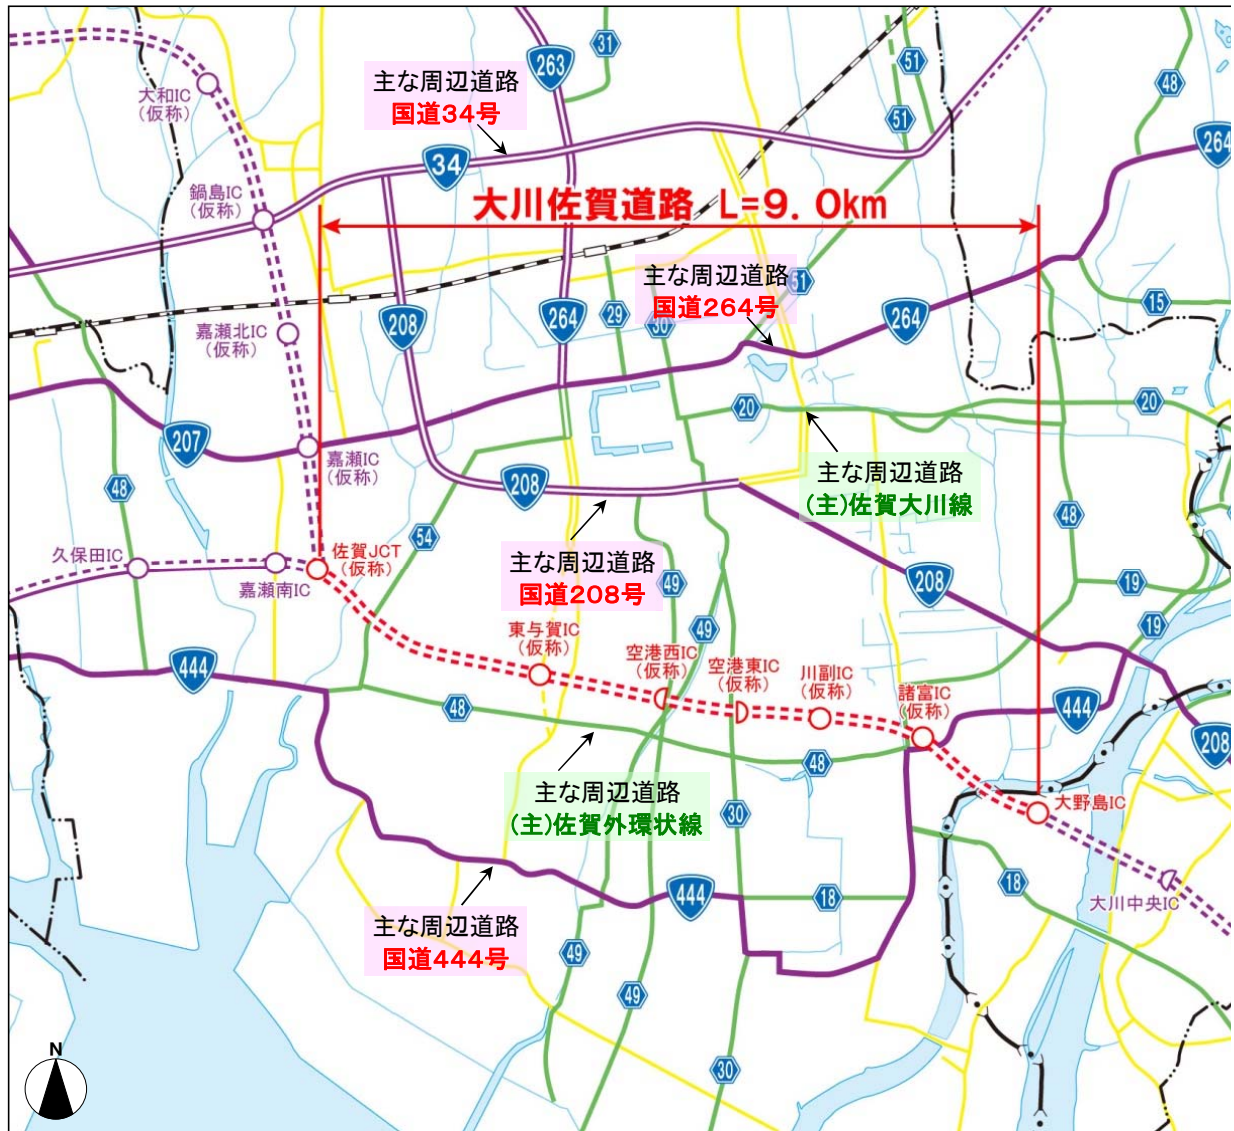 31
263
51
48
主な周辺道路
国道34号
大和IC
(仮称)
51
264
34
鍋島IC
(仮称)
大川佐賀道路 L=9.0km
主な周辺道路
国道264号
51
15
208
264
29
30
264
嘉瀬北IC
(仮称)
20
20
207
嘉瀬IC
(仮称)
主な周辺道路
(主)佐賀大川線
48
208
48
54
久保田IC
嘉瀬南IC
佐賀JCT
(仮称)
主な周辺道路
国道208号
49
208
19
19
49
東与賀IC
(仮称)
空港西IC
(仮称)
空港東IC
(仮称)
川副IC
(仮称)
諸富IC
(仮称)
444
48
444
208
48
主な周辺道路
(主)佐賀外環状線
30
大野島IC
444
18
18
大川中央IC
主な周辺道路
国道444号
49
49
30
N